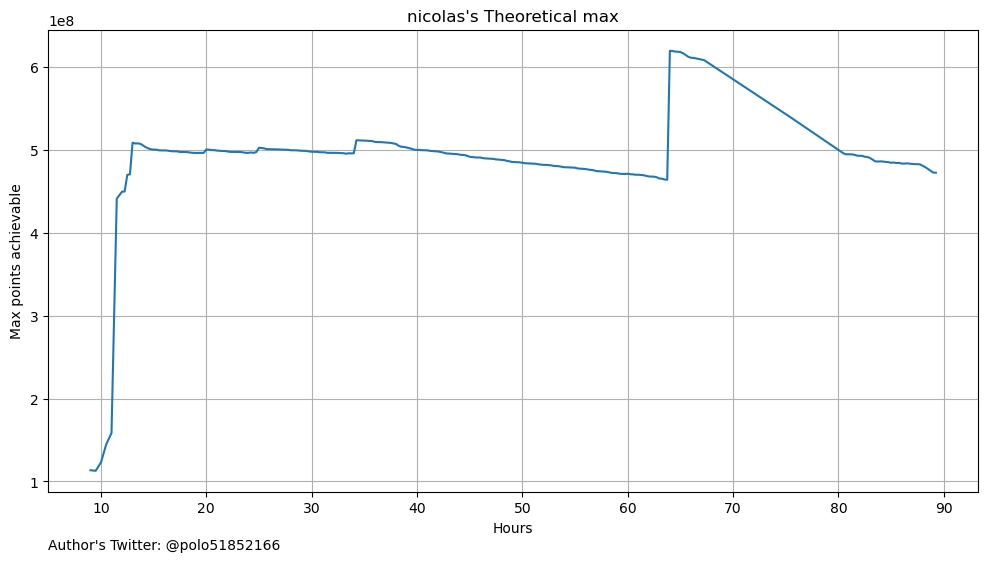 nicolas's Theoretical max
1e8
6
5
4
3
2
1
Max points achievable
10 20 30 40 50 60 70 80 90
Hours
Author's Twitter: @polo51852166